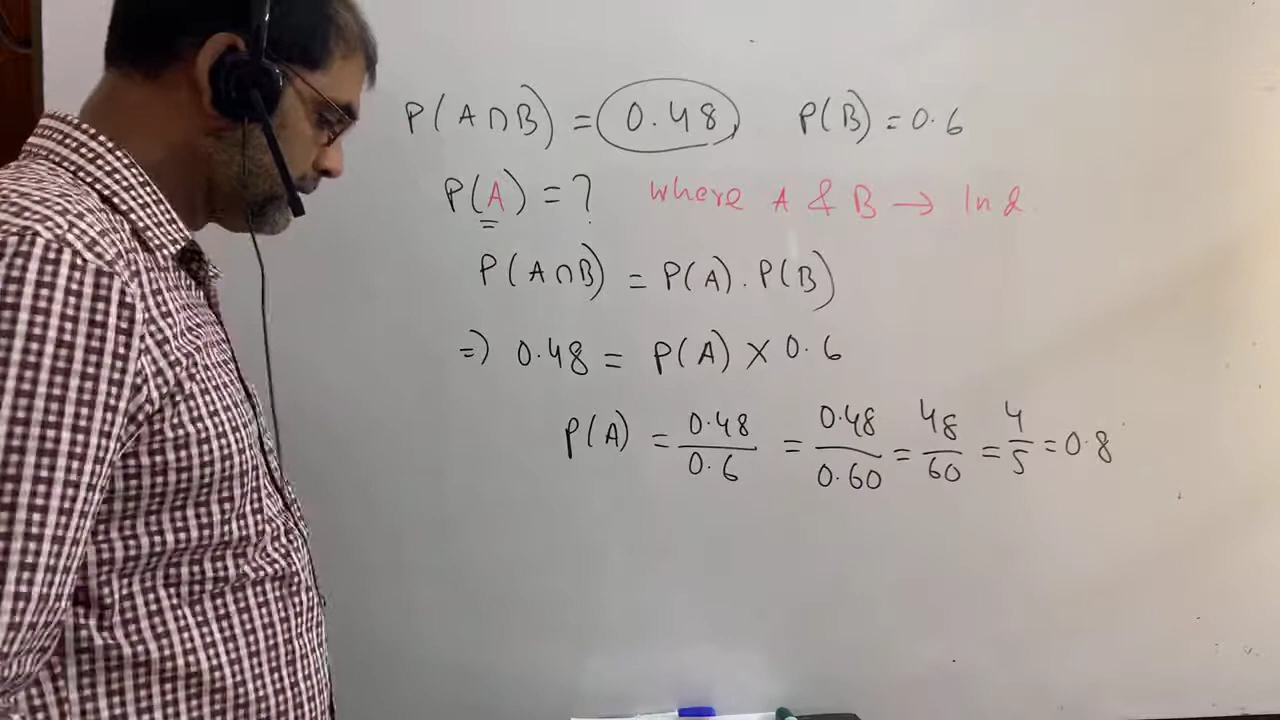 P(A∩B) = 0.48 P(B) = 0.6
P(A) = ? where A & B → Ind
P(A∩B) = P(A) . P(B)
⇒ 0.48 = P(A) × 0.6
P(A) = 0.48/0.6 = 0.48/0.60 = 48/60 = 4/5 = 0.8